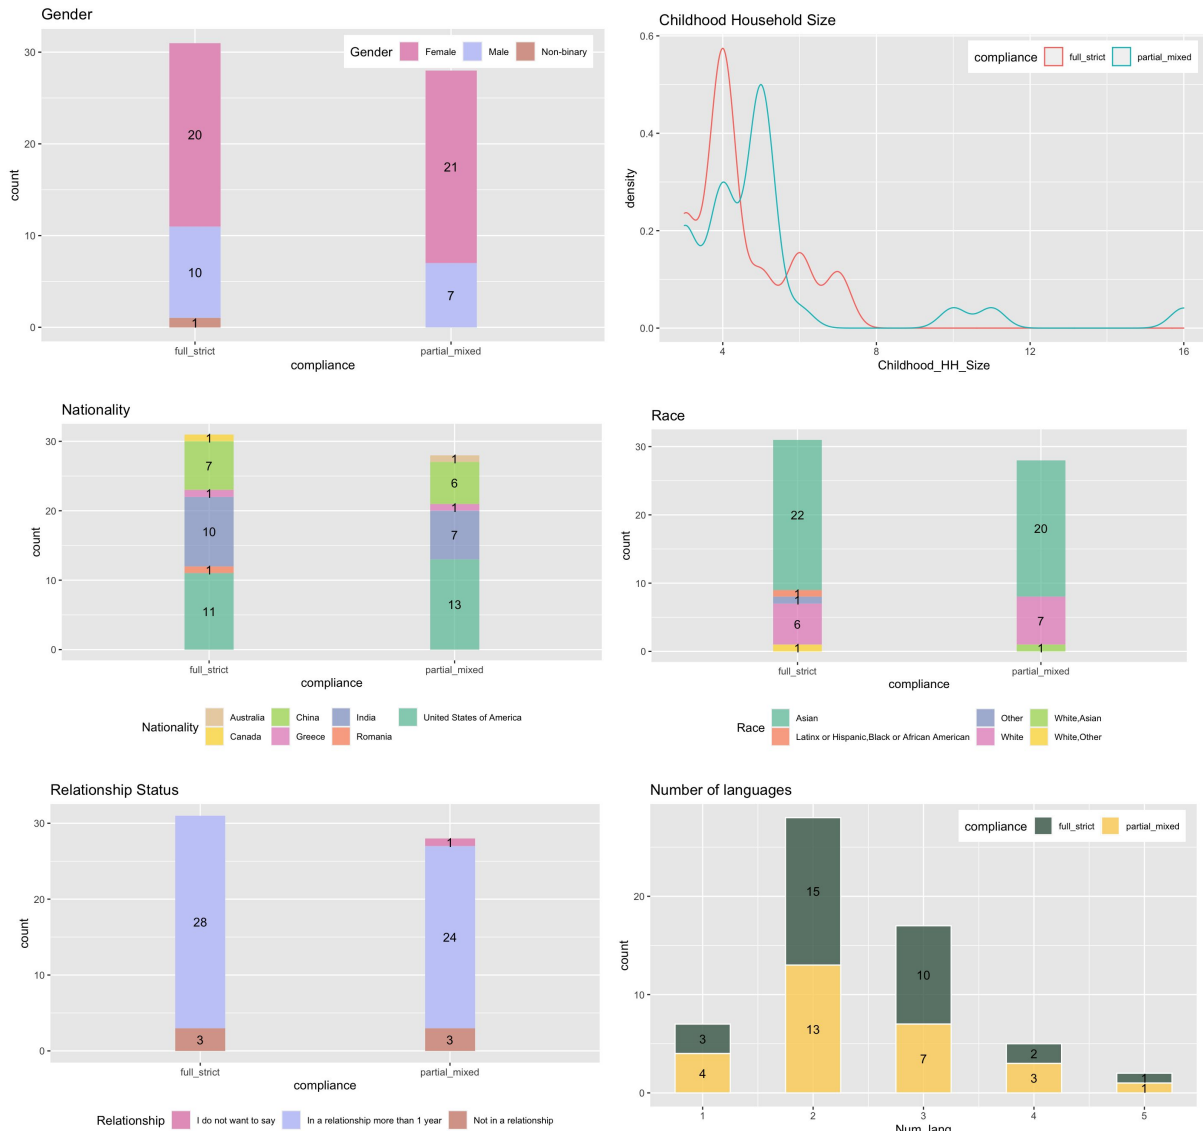 Gender
Gender Female Male Non-binary
30
20
10
0
count
20
10
1
21
7
full_strict partial_mixed
compliance
Childhood Household Size
compliance full_strict partial_mixed
0.6
0.4
0.2
0.0
density
4 8 12 16
Childhood_HH_Size
Nationality
30
20
10
0
count
1
7
1
10
1
11
1
6
1
7
13
full_strict partial_mixed
compliance
Nationality
Australia China India United States of America
Canada Greece Romania
Race
30
20
10
0
count
22
1
1
6
1
20
7
1
full_strict partial_mixed
compliance
Race
Asian Other White,Asian
Latinx or Hispanic,Black or African American White White,Other
Relationship Status
30
20
10
0
count
28
3
1
24
3
full_strict partial_mixed
compliance
Relationship I do not want to say In a relationship more than 1 year Not in a relationship
Number of languages
compliance full_strict partial_mixed
20
10
0
count
3
4
15
13
10
7
2
3
1
1
1 2 3 4 5
Num_lang